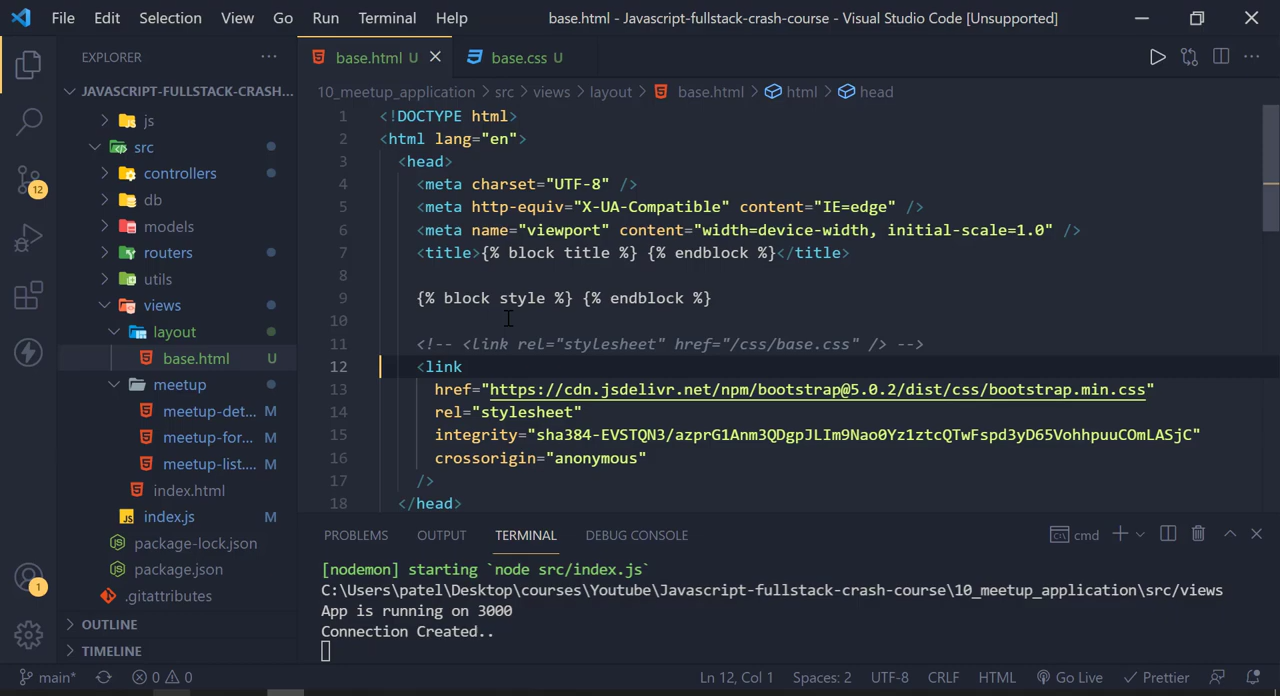 File Edit Selection View Go Run Terminal Help base.html - Javascript-fullstack-crash-course - Visual Studio Code [Unsupported]
EXPLORER ...
base.html U
base.css U
JAVASCRIPT-FULLSTACK-CRASH...
js
src
controllers
db
models
routers
utils
views
layout
base.html U
meetup
meetup-det... M
meetup-for... M
meetup-list.... M
index.html
index.js M
package-lock.json
package.json
.gitattributes
OUTLINE
TIMELINE
12
1
10_meetup_application > src > views > layout > base.html > html > head
1 <!DOCTYPE html>
2 <html lang="en">
3 <head>
4 <meta charset="UTF-8" />
5 <meta http-equiv="X-UA-Compatible" content="IE=edge" />
6 <meta name="viewport" content="width=device-width, initial-scale=1.0" />
7 <title>{% block title %} {% endblock %}</title>
8
9 {% block style %} {% endblock %}
10
11 <!-- <link rel="stylesheet" href="/css/base.css" /> -->
12 <link
13 href="https://cdn.jsdelivr.net/npm/bootstrap@5.0.2/dist/css/bootstrap.min.css"
14 rel="stylesheet"
15 integrity="sha384-EVSTQN3/azprG1Anm3QDgpJLIm9Nao0Yz1ztcQTwFspd3yD65VohhpuuCOmLASjC"
16 crossorigin="anonymous"
17 />
18 </head>
PROBLEMS OUTPUT TERMINAL DEBUG CONSOLE cmd
[nodemon] starting `node src/index.js`
C:\Users\patel\Desktop\courses\Youtube\Javascript-fullstack-crash-course\10_meetup_application\src/views
App is running on 3000
Connection Created..
main* 0 0 Ln 12, Col 1 Spaces: 2 UTF-8 CRLF HTML Go Live Prettier